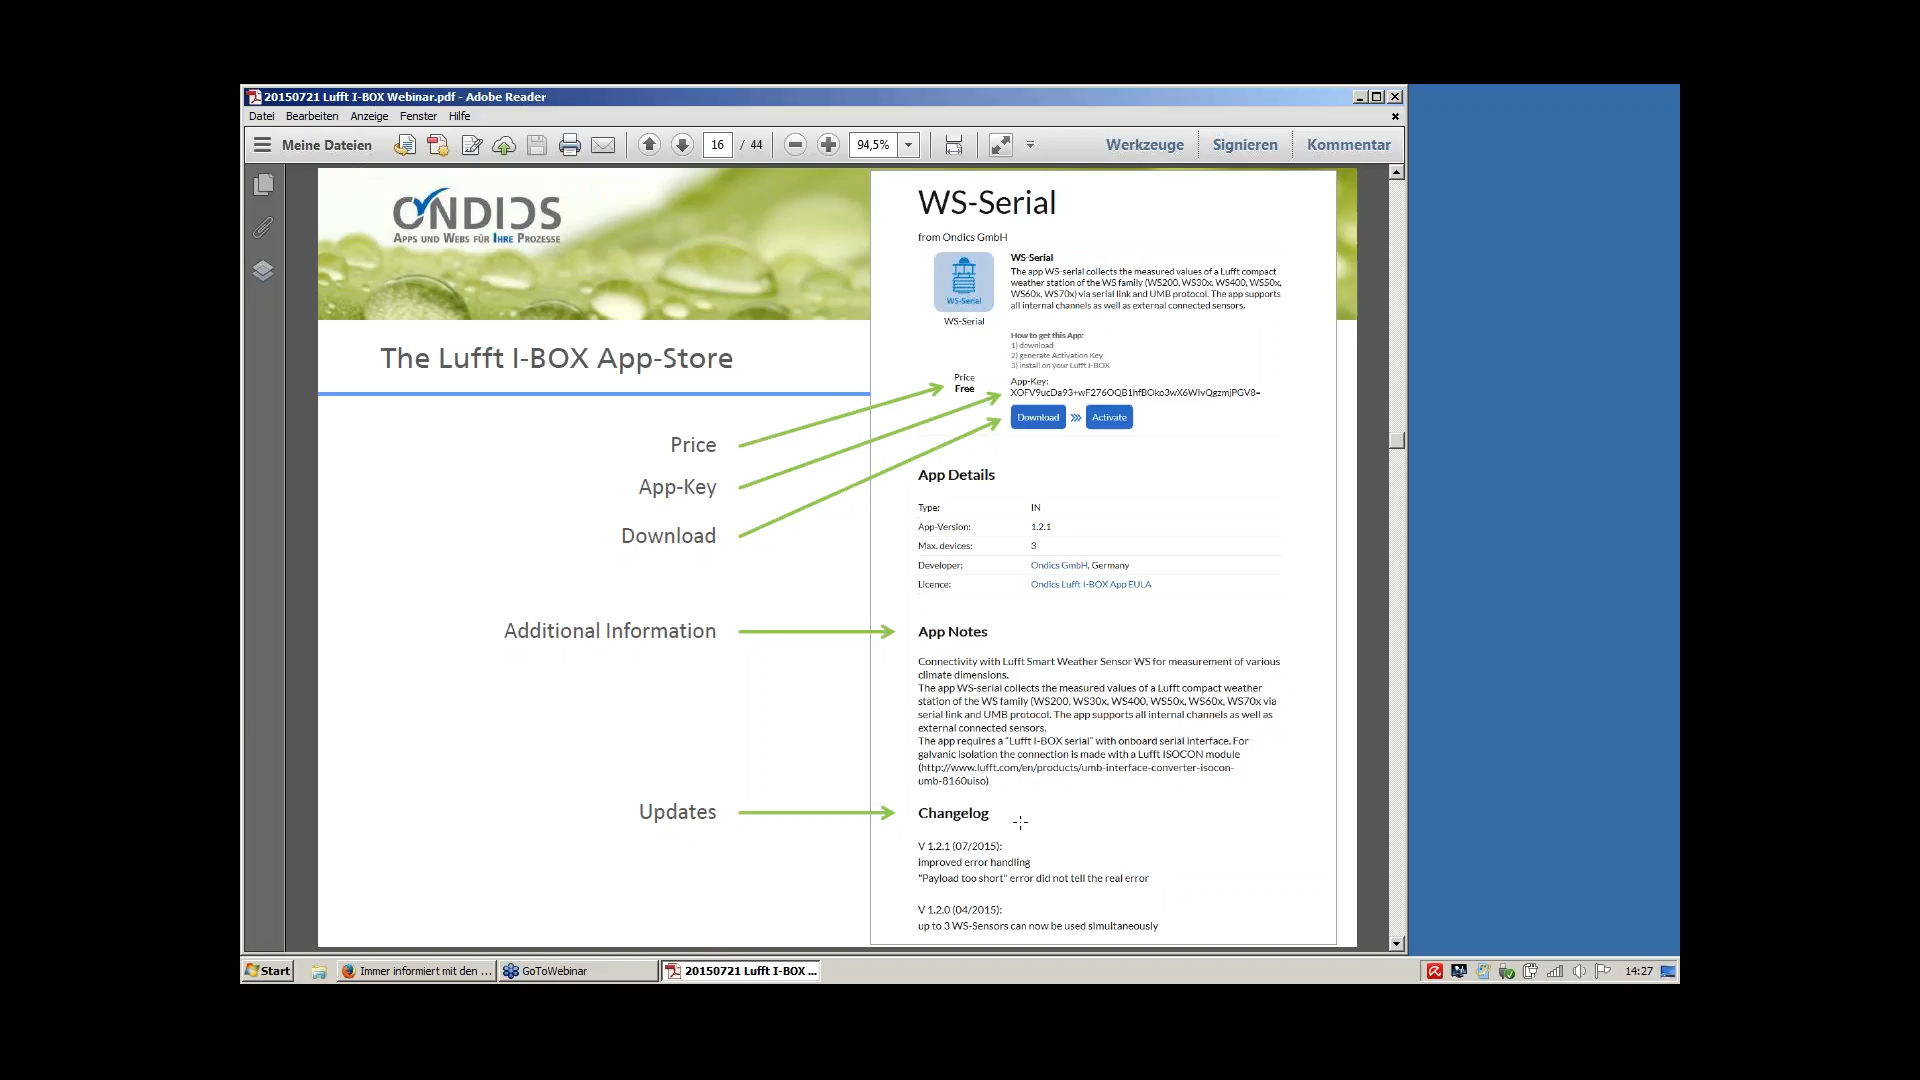 20150721 Lufft I-BOX Webinar.pdf - Adobe Reader
Datei Bearbeiten Anzeige Fenster Hilfe
Meine Dateien 16 / 44 94,5% Werkzeuge Signieren Kommentar
ONDICS
APPS UND WEBS FÜR IHRE PROZESSE
The Lufft I-BOX App-Store
Price
App-Key
Download
Additional Information
Updates
WS-Serial
from Ondics GmbH
WS-Serial
WS-Serial
Price
Free
WS-Serial
The app WS-serial collects the measured values of a Lufft compact
weather station of the WS family (WS200, WS30x, WS400, WS50x,
WS60x, WS70x) via serial link and UMB protocol. The app supports
all internal channels as well as external connected sensors.
How to get this App:
1) download
2) generate Activation Key
3) install on your Lufft I-BOX
App-Key:
Download Activate
App Details
Type: IN
App-Version: 1.2.1
Max. devices: 3
Developer: Ondics GmbH, Germany
Licence: Ondics Lufft I-BOX App EULA
App Notes
Connectivity with Lufft Smart Weather Sensor WS for measurement of various
climate dimensions.
The app WS-serial collects the measured values of a Lufft compact weather
station of the WS family (WS200, WS30x, WS400, WS50x, WS60x, WS70x via
serial link and UMB protocol. The app supports all internal channels as well as
external connected sensors.
The app requires a "Lufft I-BOX serial" with onboard serial interface. For
galvanic isolation the connection is made with a Lufft ISOCON module
(http://www.lufft.com/en/products/umb-interface-converter-isocon-
umb-8160uiso)
Changelog
V 1.2.1 (07/2015):
improved error handling
"Payload too short" error did not tell the real error
V 1.2.0 (04/2015):
up to 3 WS-Sensors can now be used simultaneously
Start Immer informiert mit den ... GoToWebinar 20150721 Lufft I-BOX ... 14:27